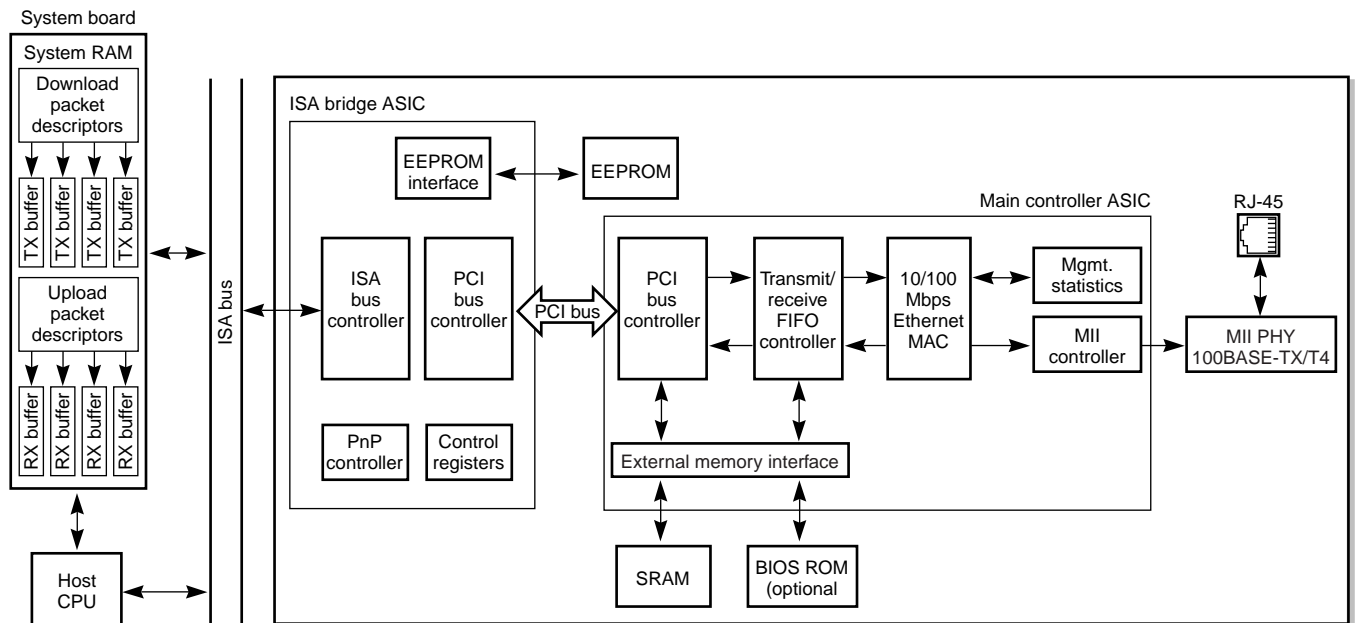 System board
System RAM
Download
packet
descriptors
TX buffer
TX buffer
TX buffer
TX buffer
Upload
packet
descriptors
RX buffer
RX buffer
RX buffer
RX buffer
Host
CPU
ISA bus
ISA bridge ASIC
EEPROM
interface
EEPROM
ISA
bus
controller
PCI
bus
controller
PnP
controller
Control
registers
PCI bus
Main controller ASIC
PCI
bus
controller
Transmit/
receive
FIFO
controller
10/100
Mbps
Ethernet
MAC
Mgmt.
statistics
MII
controller
External memory interface
SRAM
BIOS ROM
(optional
RJ-45
MII PHY
100BASE-TX/T4